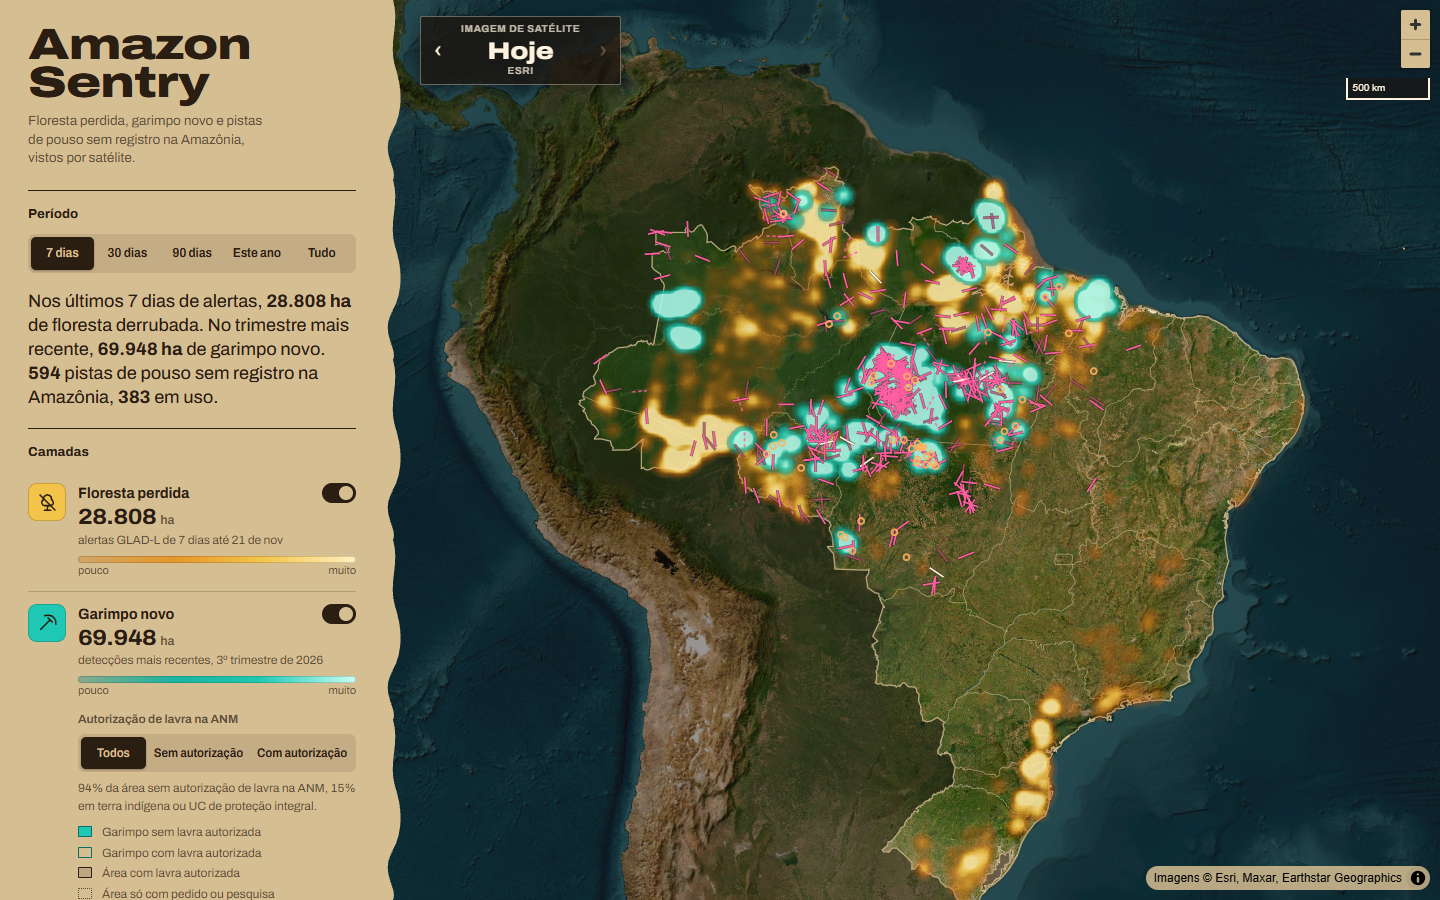 Amazon
Sentry
Floresta perdida, garimpo novo e pistas
de pouso sem registro na Amazônia,
vistos por satélite.
Período
7 dias 30 dias 90 dias Este ano Tudo
Nos últimos 7 dias de alertas, 28.808 ha
de floresta derrubada. No trimestre mais
recente, 69.948 ha de garimpo novo.
594 pistas de pouso sem registro na
Amazônia, 383 em uso.
Camadas
Floresta perdida
28.808 ha
alertas GLAD-L de 7 dias até 21 de nov
pouco muito
Garimpo novo
69.948 ha
detecções mais recentes, 3º trimestre de 2026
pouco muito
Autorização de lavra na ANM
Todos Sem autorização Com autorização
94% da área sem autorização de lavra na ANM, 15%
em terra indígena ou UC de proteção integral.
Garimpo sem lavra autorizada
Garimpo com lavra autorizada
Área com lavra autorizada
Área só com pedido ou pesquisa
IMAGEM DE SATÉLITE
‹ Hoje ›
ESRI
+
−
500 km
Imagens © Esri, Maxar, Earthstar Geographics